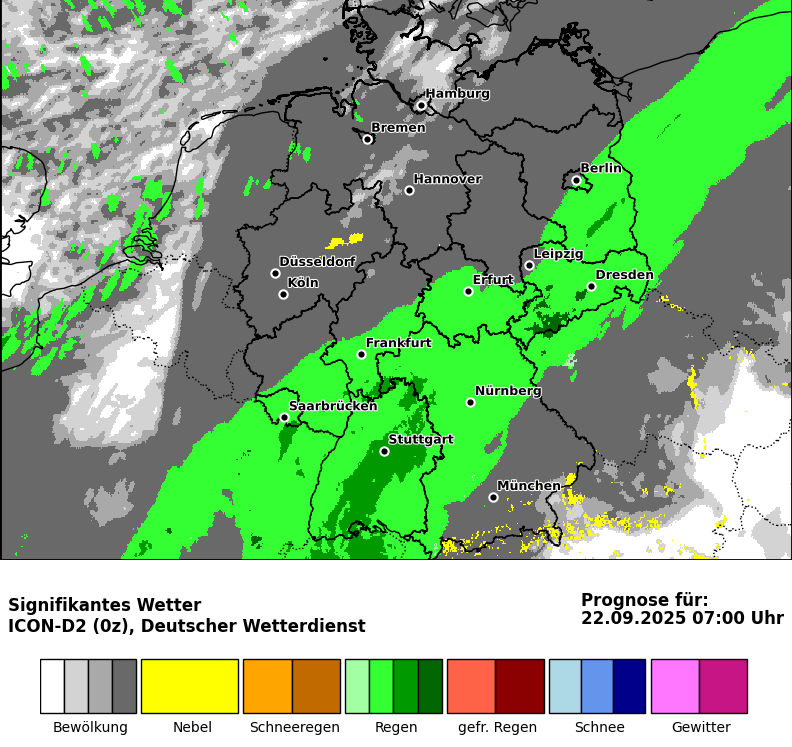 Hamburg
Bremen
Berlin
Hannover
Leipzig
Düsseldorf
Dresden
Köln
Erfurt
Frankfurt
Nürnberg
Saarbrücken
Stuttgart
München
Signifikantes Wetter
ICON-D2 (0z), Deutscher Wetterdienst
Prognose für:
22.09.2025 07:00 Uhr
Bewölkung
Nebel
Schneeregen
Regen
gefr. Regen
Schnee
Gewitter